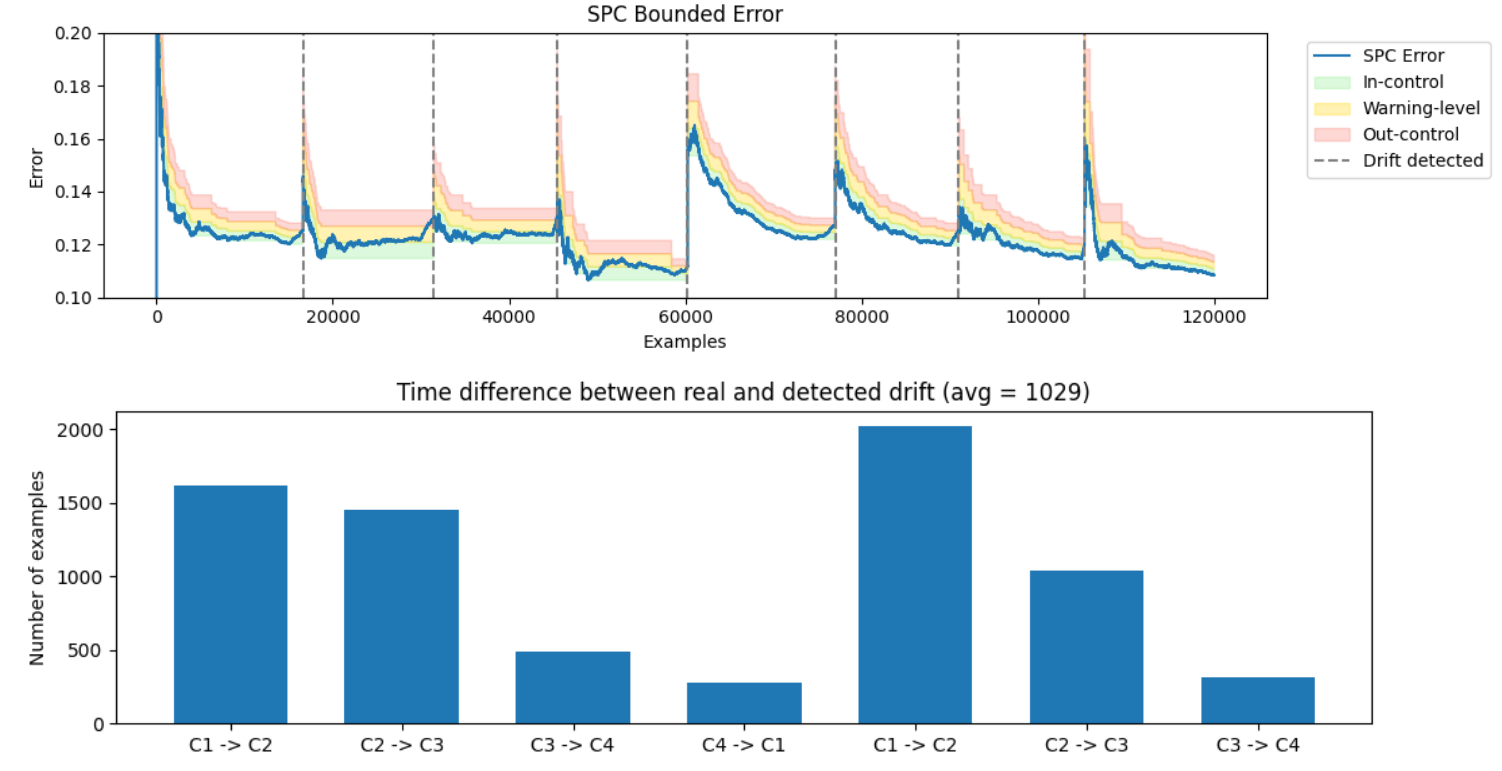 SPC Bounded Error
0.20
0.18
0.16
0.14
0.12
0.10
Error
0
20000
40000
60000
80000
100000
120000
Examples
SPC Error
In-control
Warning-level
Out-control
Drift detected
Time difference between real and detected drift (avg = 1029)
2000
1500
1000
500
0
Number of examples
C1 -> C2
C2 -> C3
C3 -> C4
C4 -> C1
C1 -> C2
C2 -> C3
C3 -> C4